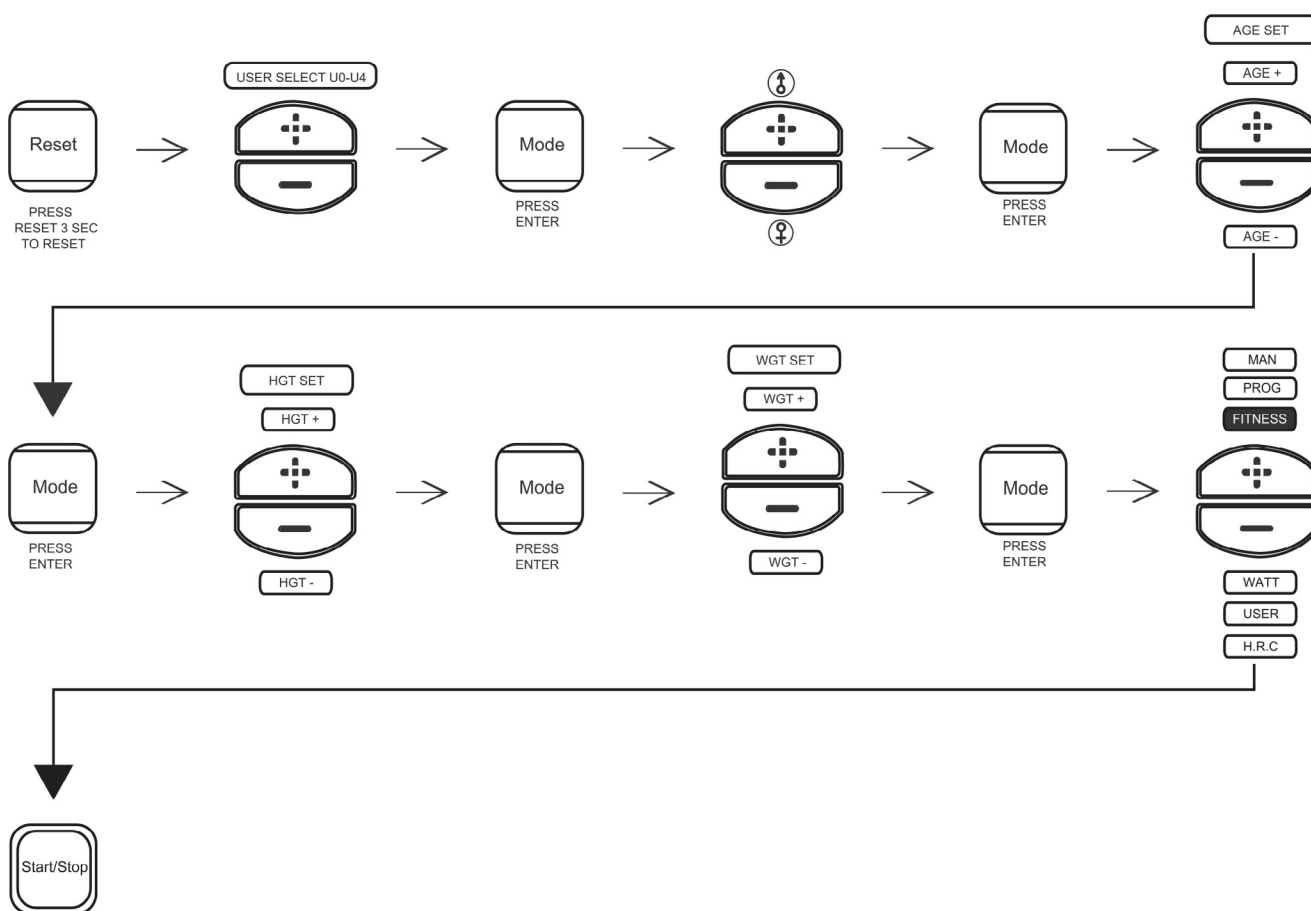 Reset
PRESS
RESET 3 SEC
TO RESET
USER SELECT U0-U4
Mode
PRESS
ENTER
Mode
PRESS
ENTER
AGE SET
AGE +
AGE -
Mode
PRESS
ENTER
HGT SET
HGT +
HGT -
Mode
PRESS
ENTER
WGT SET
WGT +
WGT -
Mode
PRESS
ENTER
MAN
PROG
FITNESS
WATT
USER
H.R.C
Start/Stop